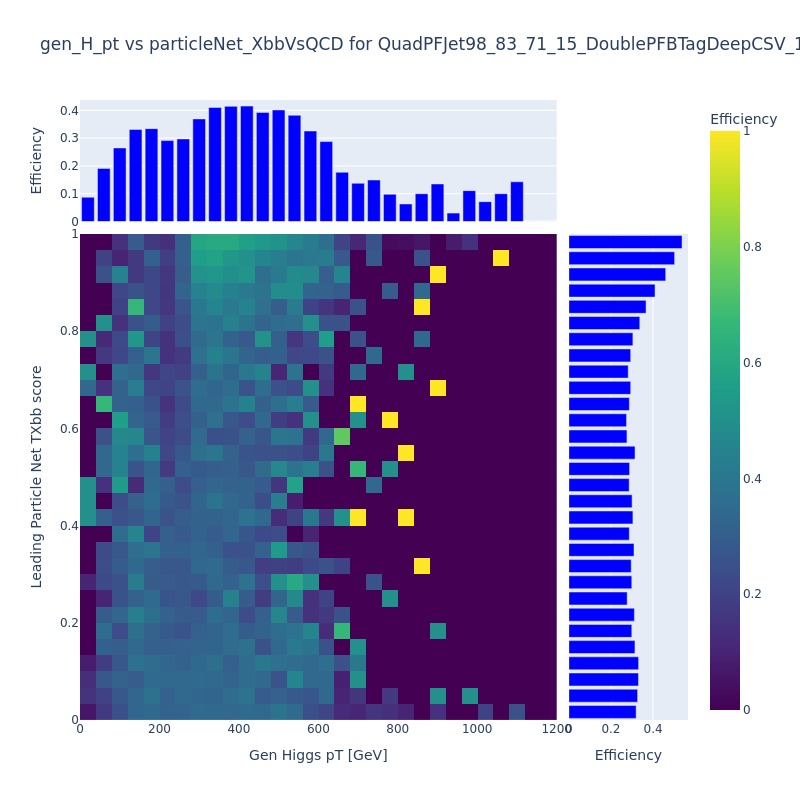 gen_H_pt vs particleNet_XbbVsQCD for QuadPFJet98_83_71_15_DoublePFBTagDeepCSV_1
Efficiency
0.4
0.3
0.2
0.1
0
Efficiency
1
0.8
0.6
0.4
0.2
0
Leading Particle Net TXbb score
1
0.8
0.6
0.4
0.2
0
0 200 400 600 800 1000 1200
Gen Higgs pT [GeV]
0 0.2 0.4
Efficiency